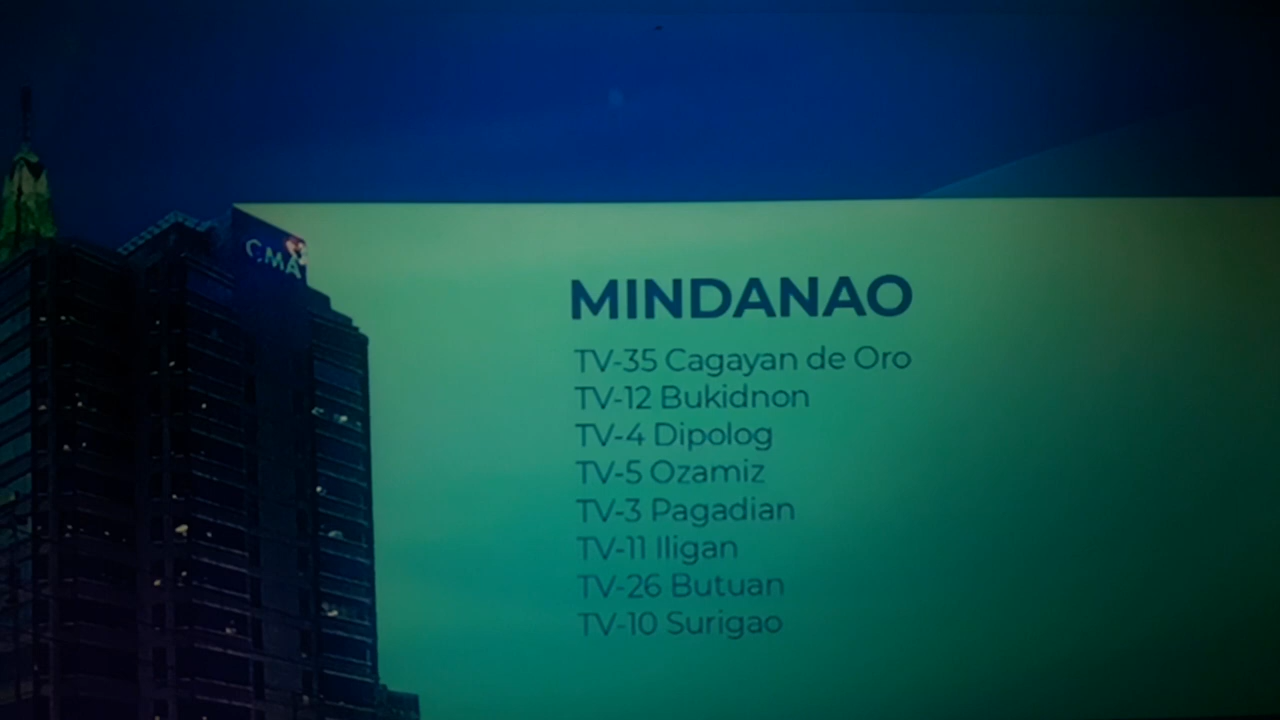 GMA
MINDANAO
TV-35 Cagayan de Oro
TV-12 Bukidnon
TV-4 Dipolog
TV-5 Ozamiz
TV-3 Pagadian
TV-11 Iligan
TV-26 Butuan
TV-10 Surigao